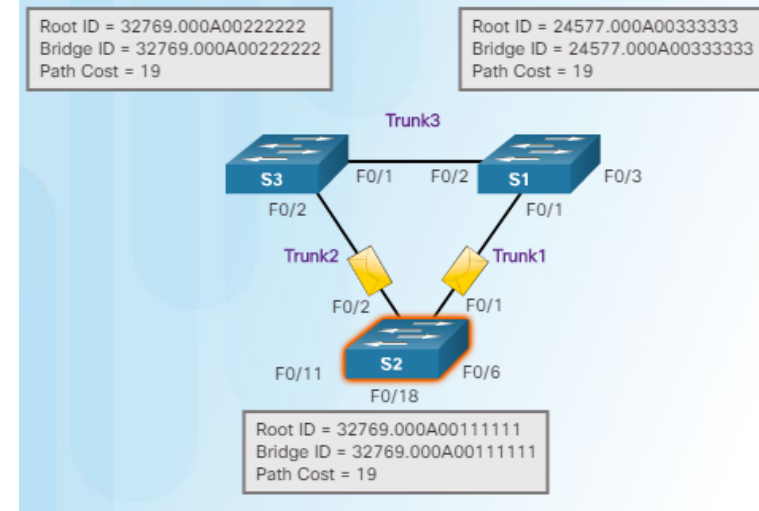 Root ID = 32769.000A00222222
Bridge ID = 32769.000A00222222
Path Cost = 19
Root ID = 24577.000A00333333
Bridge ID = 24577.000A00333333
Path Cost = 19
Trunk3
S3
F0/1
F0/2
S1
F0/3
F0/2
F0/1
Trunk2
Trunk1
F0/2
F0/1
F0/11
S2
F0/6
F0/18
Root ID = 32769.000A00111111
Bridge ID = 32769.000A00111111
Path Cost = 19